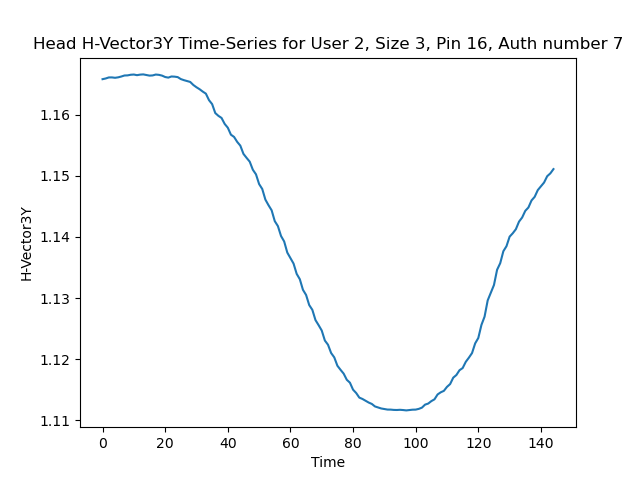 Head H-Vector3Y Time-Series for User 2, Size 3, Pin 16, Auth number 7
H-Vector3Y
1.16
1.15
1.14
1.13
1.12
1.11
0 20 40 60 80 100 120 140
Time